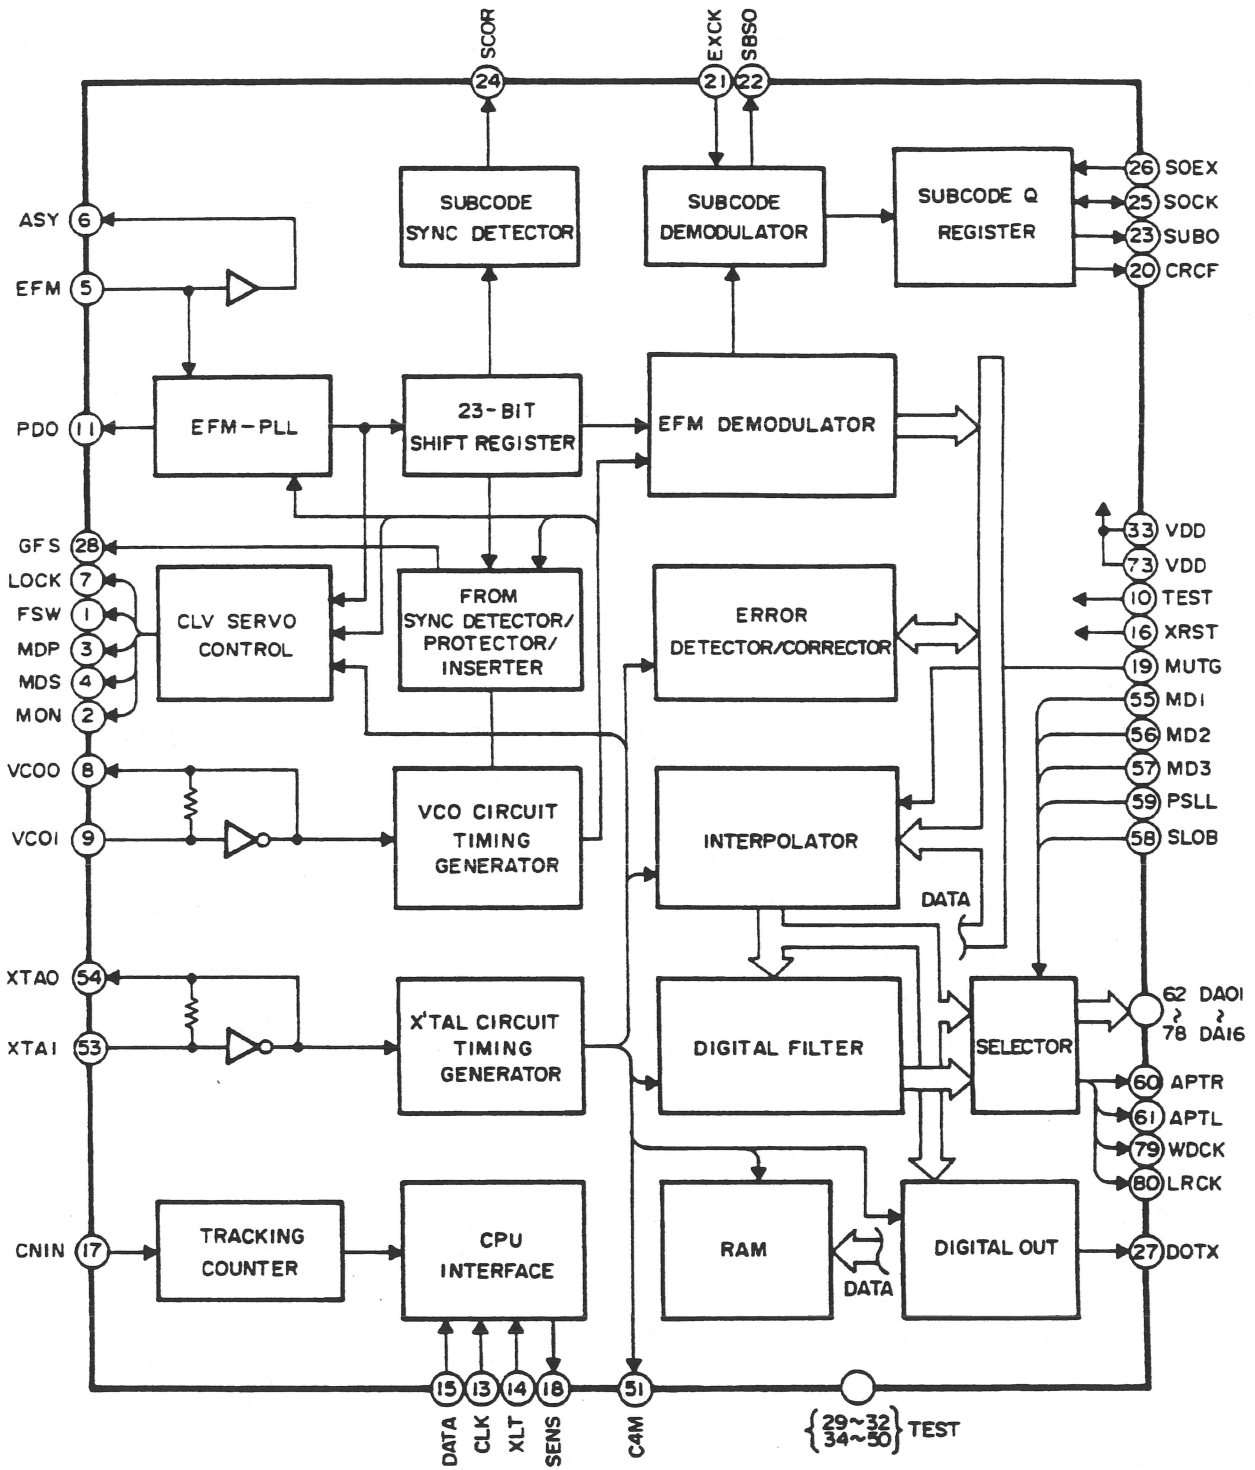 SCOR
EXCK
SBSO
24
21
22
SUBCODE
SYNC DETECTOR
SUBCODE
DEMODULATOR
SUBCODE Q
REGISTER
26 SOEX
25 SOCK
23 SUBO
20 CRCF
ASY 6
EFM 5
PDO 11
EFM-PLL
23-BIT
SHIFT REGISTER
EFM DEMODULATOR
33 VDD
73 VDD
10 TEST
16 XRST
19 MUTG
55 MD1
56 MD2
57 MD3
59 PSLL
58 SLOB
GFS 28
LOCK 7
FSW 1
MDP 3
MDS 4
MON 2
CLV SERVO
CONTROL
FROM
SYNC DETECTOR/
PROTECTOR/
INSERTER
ERROR
DETECTOR/CORRECTOR
VCOO 8
VCOI 9
VCO CIRCUIT
TIMING
GENERATOR
INTERPOLATOR
DATA
XTAO 54
XTAI 53
X'TAL CIRCUIT
TIMING
GENERATOR
DIGITAL FILTER
SELECTOR
62 DA01
~ ~
78 DA16
60 APTR
61 APTL
79 WDCK
80 LRCK
CNIN 17
TRACKING
COUNTER
CPU
INTERFACE
RAM
DATA
DIGITAL OUT
27 DOTX
15
13
14
18
51
DATA
CLK
XLT
SENS
C4M
{29~32
34~50} TEST